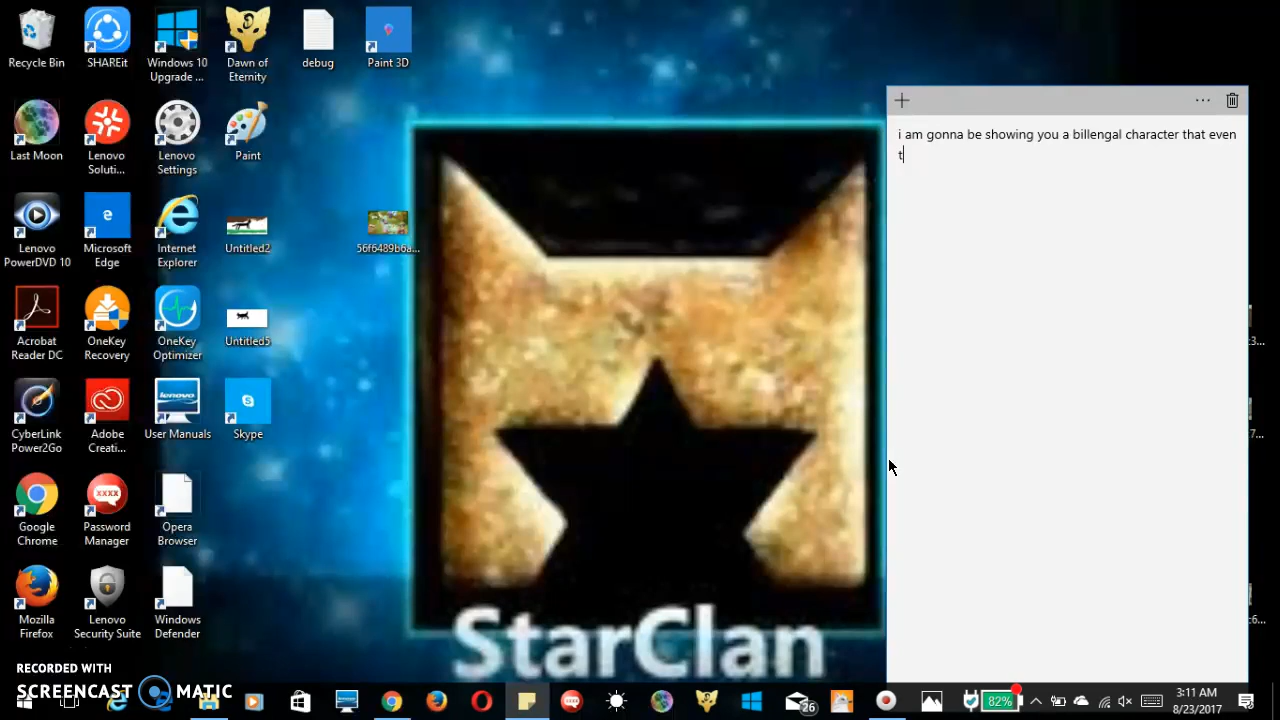 Recycle Bin
SHAREit
Windows 10
Upgrade ...
Dawn of
Eternity
debug
Paint 3D
Last Moon
Lenovo
Soluti...
Lenovo
Settings
Paint
i am gonna be showing you a billengal character that even
t
Lenovo
PowerDVD 10
Microsoft
Edge
Internet
Explorer
Untitled2
56f6489b6a...
Acrobat
Reader DC
OneKey
Recovery
OneKey
Optimizer
Untitled5
CyberLink
Power2Go
Adobe
Creati...
User Manuals
Skype
Google
Chrome
Password
Manager
Opera
Browser
Mozilla
Firefox
Lenovo
Security Suite
Windows
Defender
StarClan
RECORDED WITH
SCREENCAST MATIC
26
82%
3:11 AM
8/23/2017